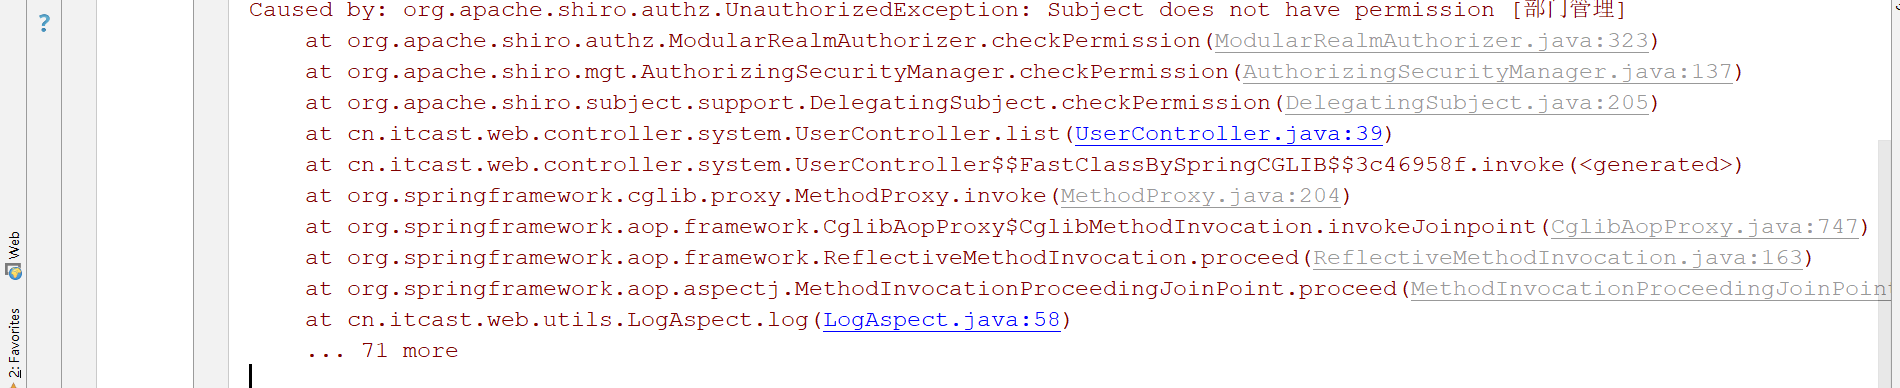 Caused by: org.apache.shiro.authz.UnauthorizedException: Subject does not have permission [部门管理]
at org.apache.shiro.authz.ModularRealmAuthorizer.checkPermission(ModularRealmAuthorizer.java:323)
at org.apache.shiro.mgt.AuthorizingSecurityManager.checkPermission(AuthorizingSecurityManager.java:137)
at org.apache.shiro.subject.support.DelegatingSubject.checkPermission(DelegatingSubject.java:205)
at cn.itcast.web.controller.system.UserController.list(UserController.java:39)
at cn.itcast.web.controller.system.UserController$$FastClassBySpringCGLIB$$3c46958f.invoke(<generated>)
at org.springframework.cglib.proxy.MethodProxy.invoke(MethodProxy.java:204)
at org.springframework.aop.framework.CglibAopProxy$CglibMethodInvocation.invokeJoinpoint(CglibAopProxy.java:747)
at org.springframework.aop.framework.ReflectiveMethodInvocation.proceed(ReflectiveMethodInvocation.java:163)
at org.springframework.aop.aspectj.MethodInvocationProceedingJoinPoint.proceed(MethodInvocationProceedingJoinPoint
at cn.itcast.web.utils.LogAspect.log(LogAspect.java:58)
... 71 more
?
Web
2: Favorites